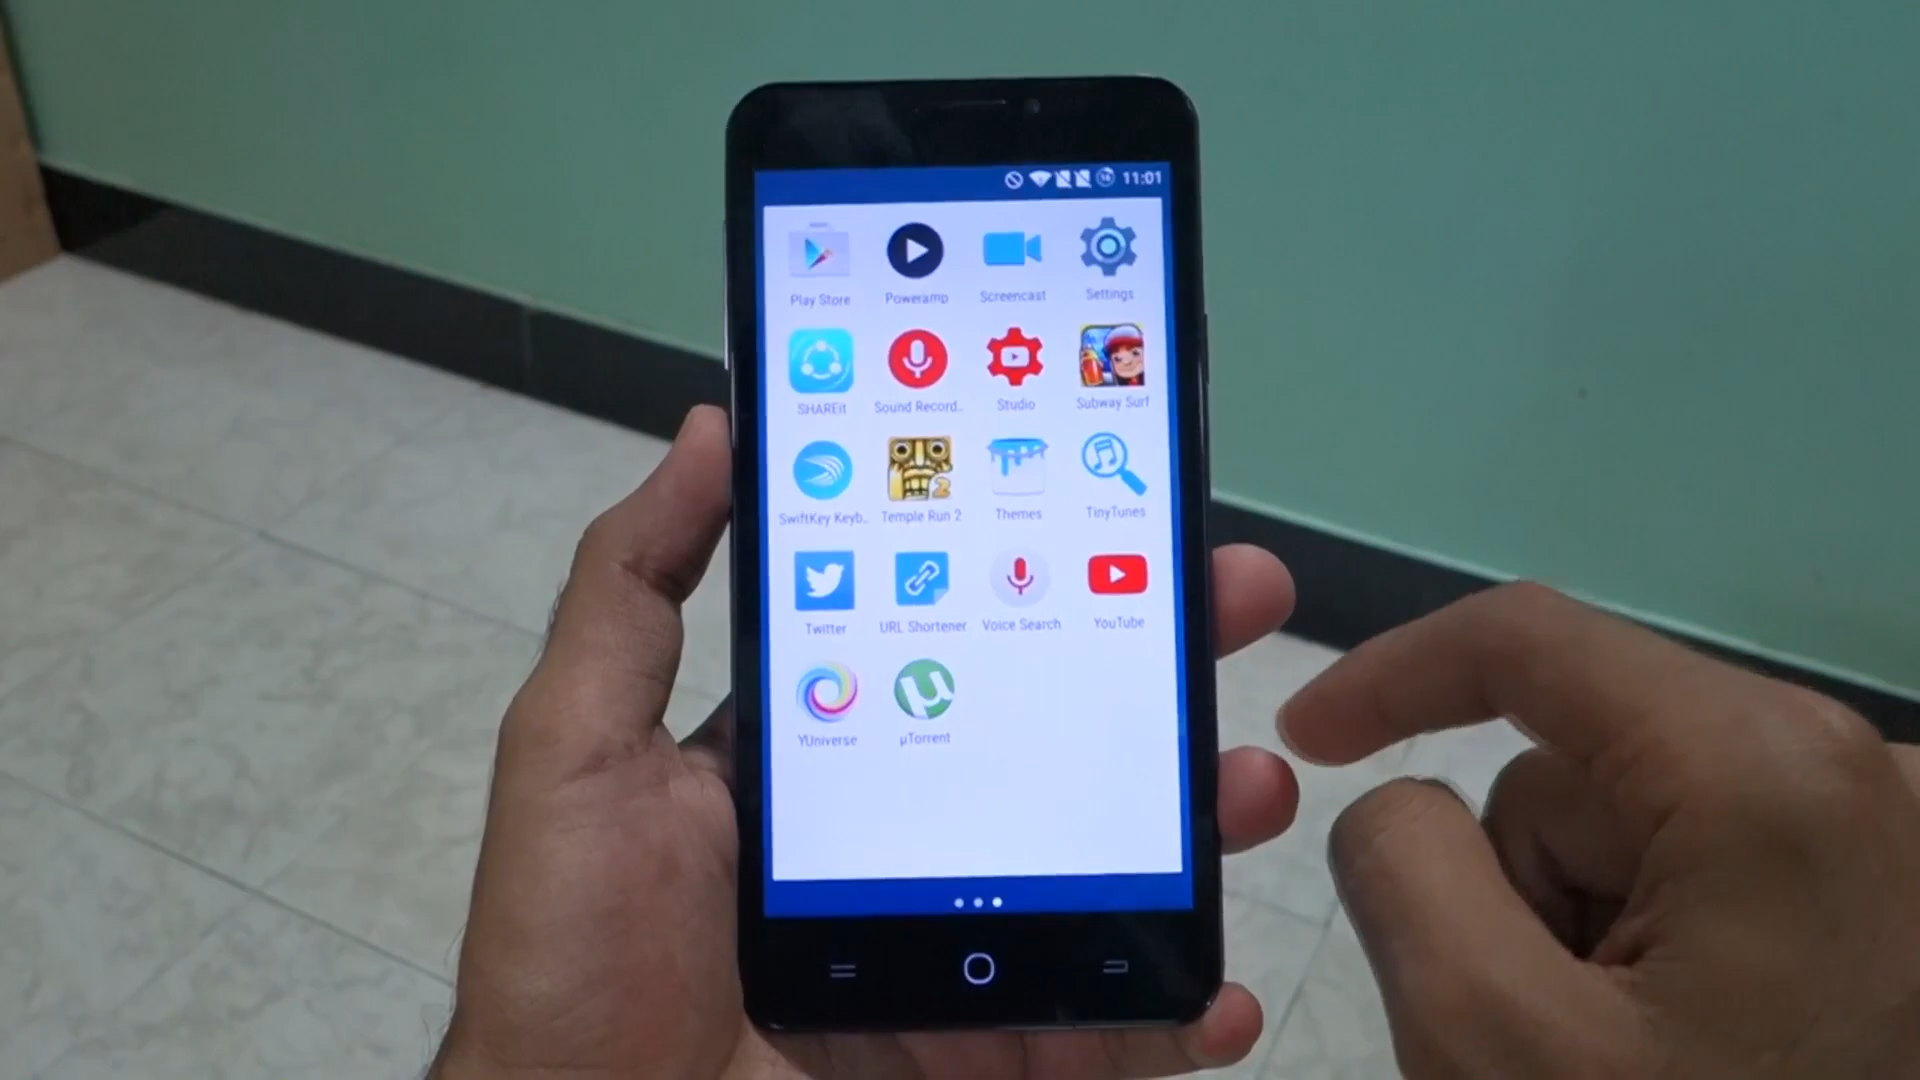 11:01
Play Store Poweramp Screencast Settings
SHAREit Sound Record.. Studio Subway Surf
2
SwiftKey Keyb.. Temple Run 2 Themes TinyTunes
Twitter URL Shortener Voice Search YouTube
µ
YUniverse µTorrent